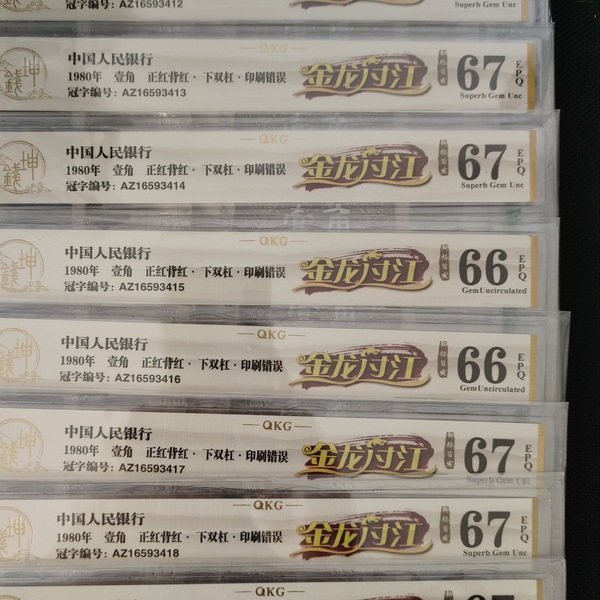 冠字编号: AZ16593412
Superb Gem Unc
QKG
中国人民银行
1980年 壹角 正红背红·下双杠·印刷错误
冠字编号: AZ16593413
金龙过江
67
EPQ
Superb Gem Unc
QKG
中国人民银行
1980年 壹角 正红背红·下双杠·印刷错误
冠字编号: AZ16593414
金龙过江
67
EPQ
Superb Gem Unc
QKG
中国人民银行
1980年 壹角 正红背红·下双杠·印刷错误
冠字编号: AZ16593415
金龙过江
66
EPQ
Gem Uncirculated
QKG
中国人民银行
1980年 壹角 正红背红·下双杠·印刷错误
冠字编号: AZ16593416
金龙过江
66
EPQ
Gem Uncirculated
QKG
中国人民银行
1980年 壹角 正红背红·下双杠·印刷错误
冠字编号: AZ16593417
金龙过江
67
EPQ
Superb Gem Unc
QKG
中国人民银行
1980年 壹角 正红背红·下双杠·印刷错误
冠字编号: AZ16593418
金龙过江
67
EPQ
Superb Gem Unc
QKG